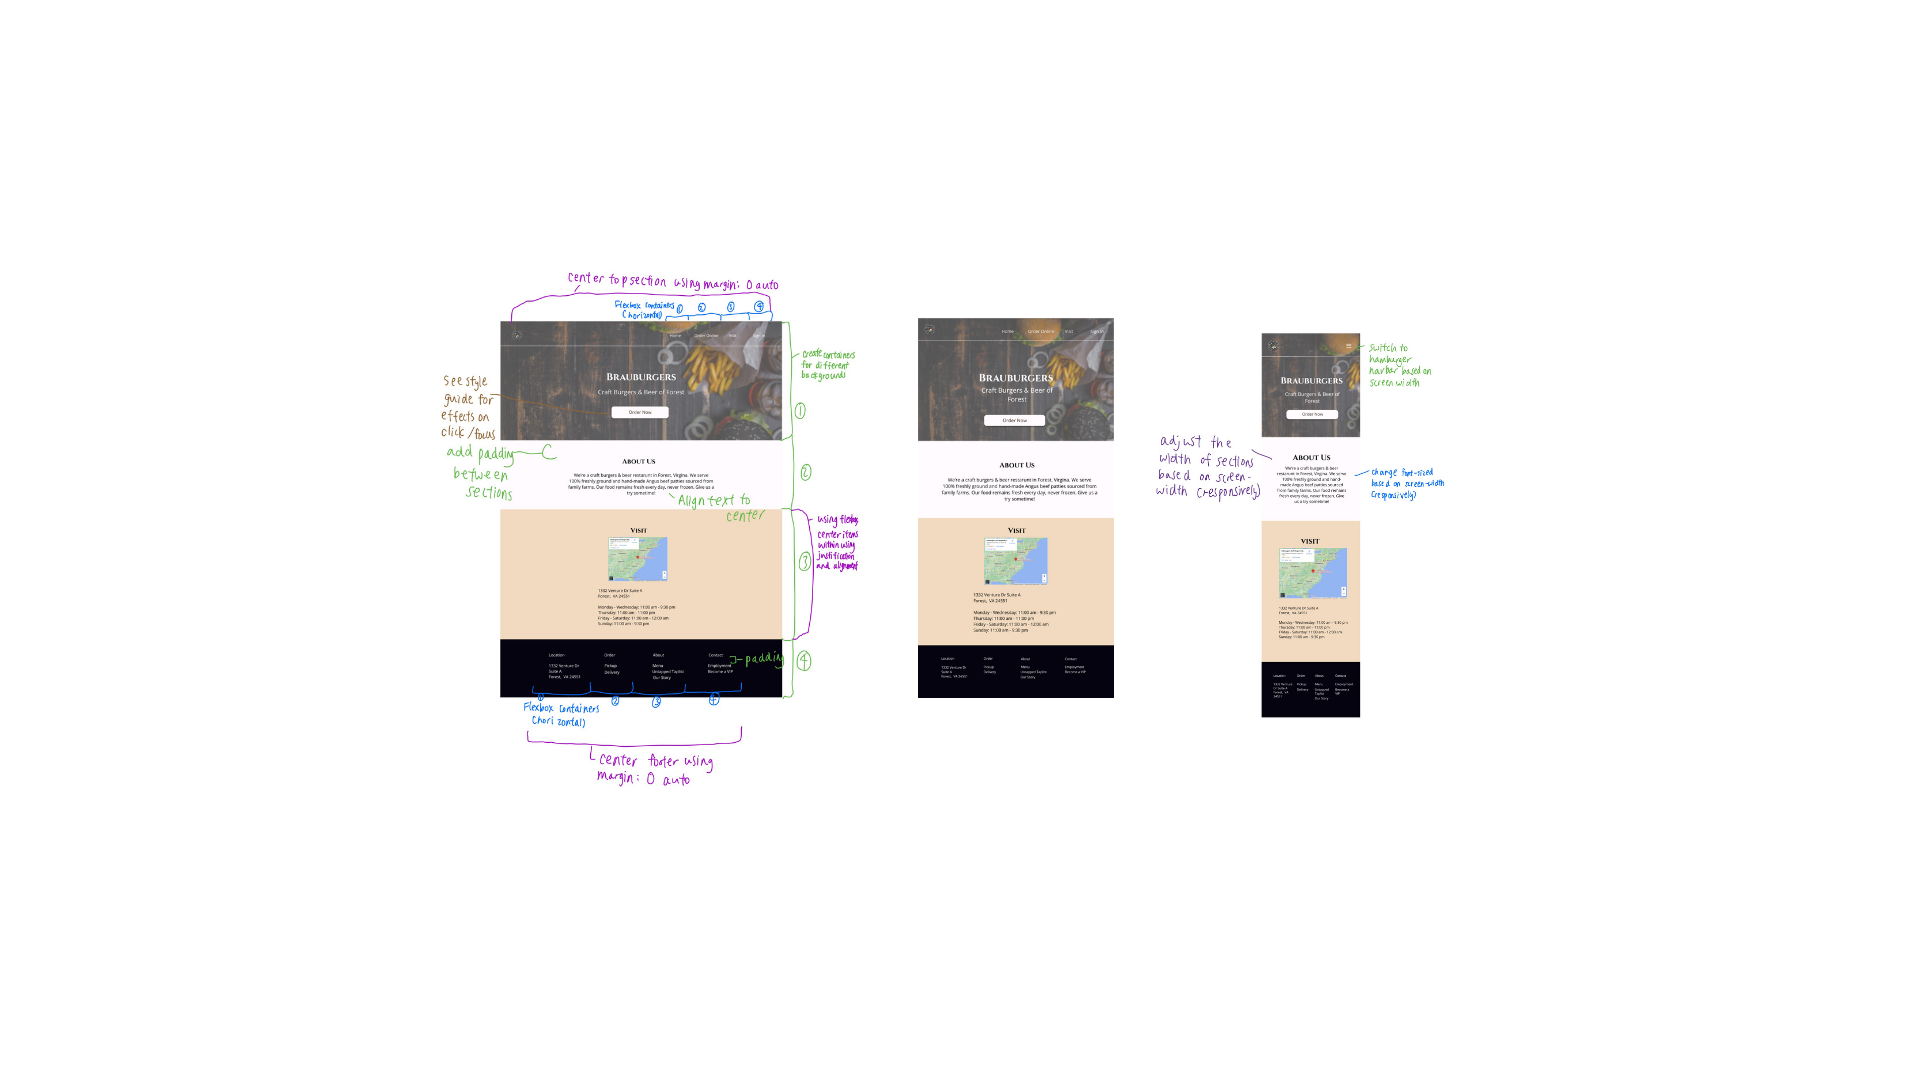 center top section using margin: 0 auto
Flexbox Containers
(horizontal)
1 2 3 4
Home Order Online Visit Sign In
BRAUBURGERS
Craft Burgers & Beer of Forest
Order Now
See style
guide for
effects on
click/focus
add padding
between
sections
create containers
for different
backgrounds
1
ABOUT US
We're a craft burgers & beer restarunt in Forest, Virgina. We serve
100% freshly ground and hand-made Angus beef patties sourced from
family farms. Our food remains fresh every day, never frozen. Give us a
try sometime!
Align text to
center
2
VISIT
1332 Venture Dr Suite A
Forest, VA 24551
Monday - Wednesday: 11:00 am - 9:30 pm
Thursday: 11:00 am - 11:00 pm
Friday - Saturday: 11:00 am - 12:00 am
Sunday: 11:00 am - 9:30 pm
using flexbox
center items
within using
justification
and alignment
3
Location
1332 Venture Dr
Suite A
Forest, VA 24551
Order
Pickup
Delivery
About
Menu
Untapped Taplist
Our Story
Contact
Employment
Become a VIP
padding
4
1 2 3 4
Flexbox Containers
(horizontal)
center footer using
margin: 0 auto
Home Order Online Visit Sign In
BRAUBURGERS
Craft Burgers & Beer of
Forest
Order Now
ABOUT US
We're a craft burgers & beer restarunt in Forest, Virgina. We serve
100% freshly ground and hand-made Angus beef patties sourced from
family farms. Our food remains fresh every day, never frozen. Give us a
try sometime!
VISIT
1332 Venture Dr Suite A
Forest, VA 24551
Monday - Wednesday: 11:00 am - 9:30 pm
Thursday: 11:00 am - 11:00 pm
Friday - Saturday: 11:00 am - 12:00 am
Sunday: 11:00 am - 9:30 pm
Location
1332 Venture Dr
Suite A
Forest, VA 24551
Order
Pickup
Delivery
About
Menu
Untapped Taplist
Our Story
Contact
Employment
Become a VIP
BRAUBURGERS
Craft Burgers & Beer of
Forest
Order Now
switch to
hamburger
navbar based on
screen width
adjust the
width of sections
based on screen-
width (responsively)
ABOUT US
We're a craft burgers & beer
restarunt in Forest, Virgina. We serve
100% freshly ground and hand-
made Angus beef patties sourced
from family farms. Our food remains
fresh every day, never frozen. Give
us a try sometime!
change font-sized
based on screen-width
(responsively)
VISIT
1332 Venture Dr Suite A
Forest, VA 24551
Monday - Wednesday: 11:00 am - 9:30 pm
Thursday: 11:00 am - 11:00 pm
Friday - Saturday: 11:00 am - 12:00 am
Sunday: 11:00 am - 9:30 pm
Location
1332 Venture
Dr Suite A
Forest, VA
24551
Order
Pickup
Delivery
About
Menu
Untapped
Taplist
Our Story
Contact
Employment
Become a
VIP